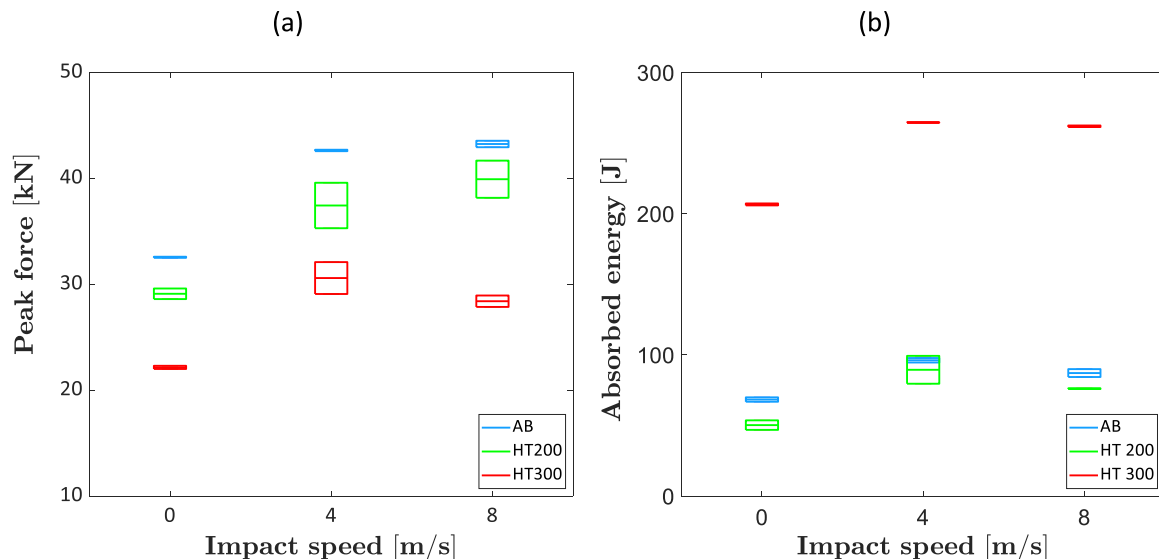 (a)
Peak force [kN]
50
40
30
20
10
0
4
8
Impact speed [m/s]
AB
HT200
HT300
(b)
Absorbed energy [J]
300
200
100
0
0
4
8
Impact speed [m/s]
AB
HT 200
HT 300